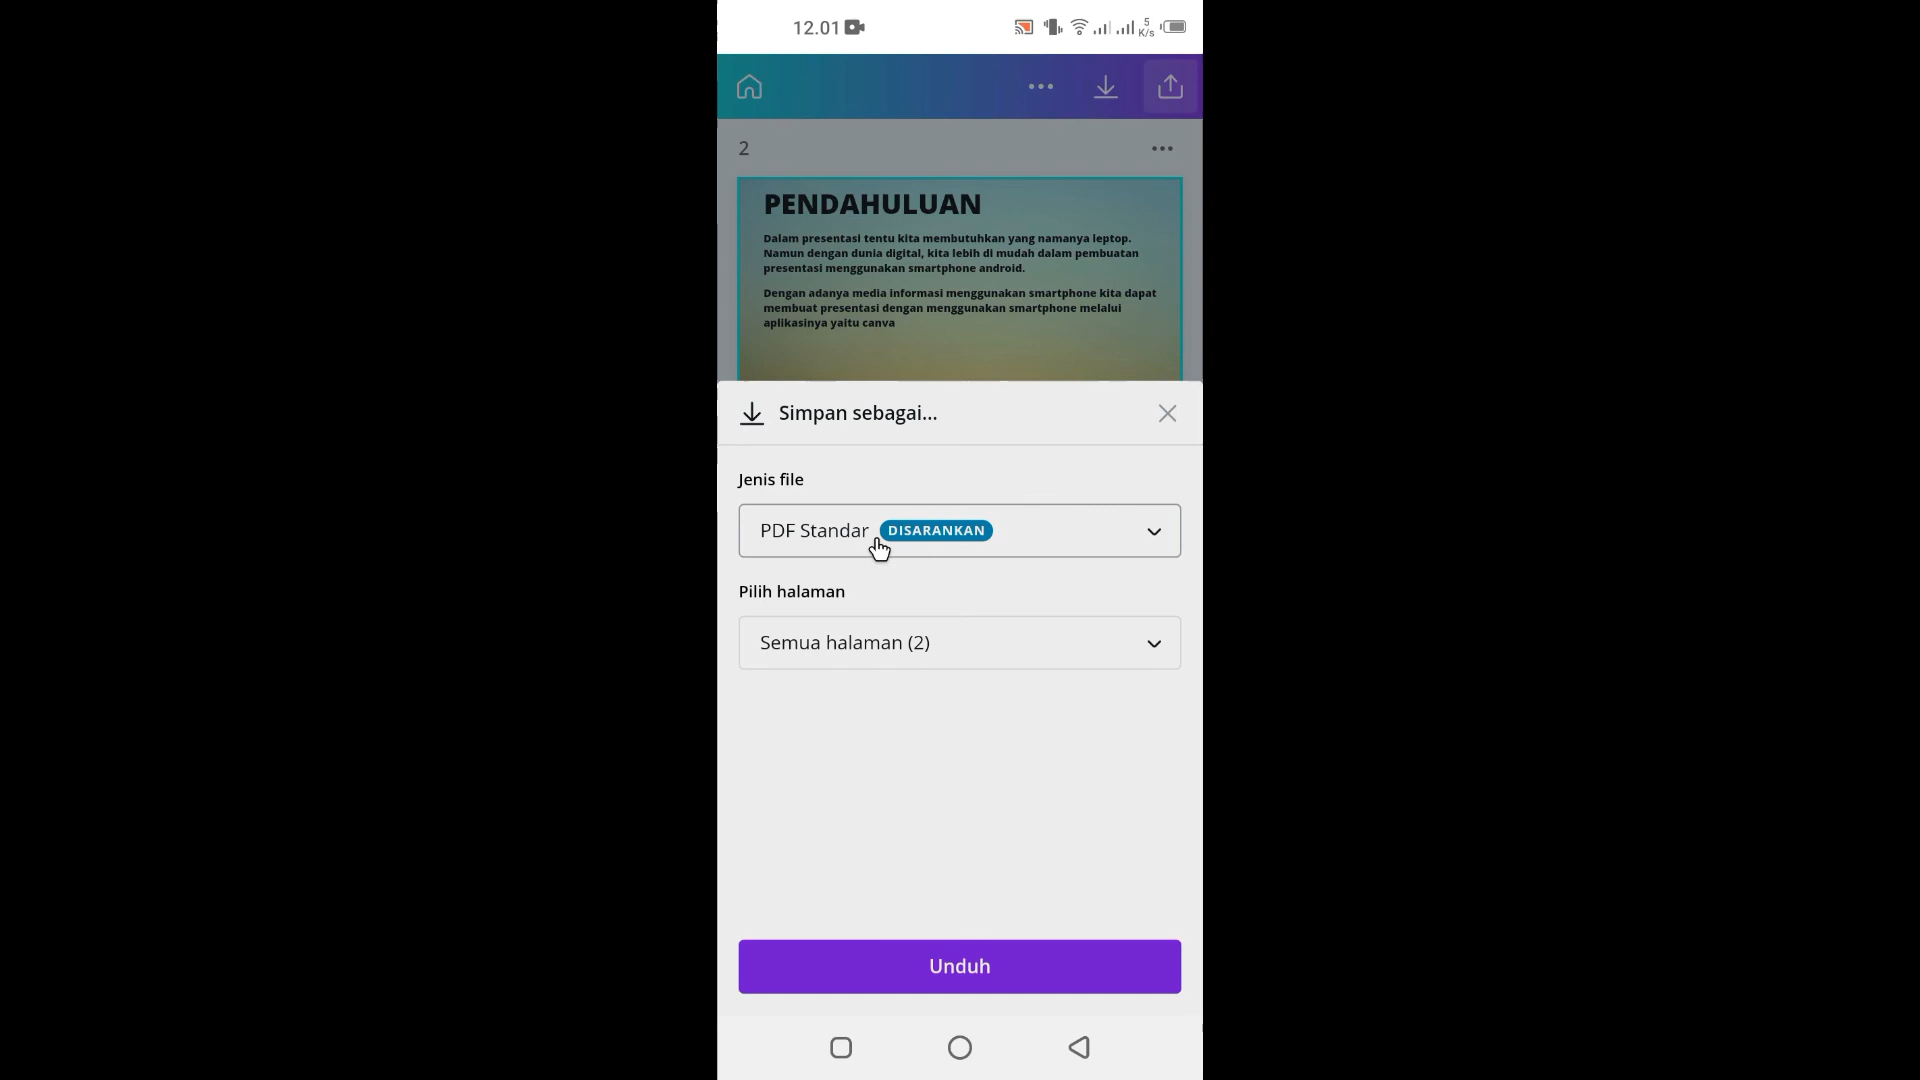 12.01
5
K/s
2
PENDAHULUAN
Dalam presentasi tentu kita membutuhkan yang namanya leptop.
Namun dengan dunia digital, kita lebih di mudah dalam pembuatan
presentasi menggunakan smartphone android.
Dengan adanya media informasi menggunakan smartphone kita dapat
membuat presentasi dengan menggunakan smartphone melalui
aplikasinya yaitu canva
Simpan sebagai...
Jenis file
PDF Standar DISARANKAN
Pilih halaman
Semua halaman (2)
Unduh